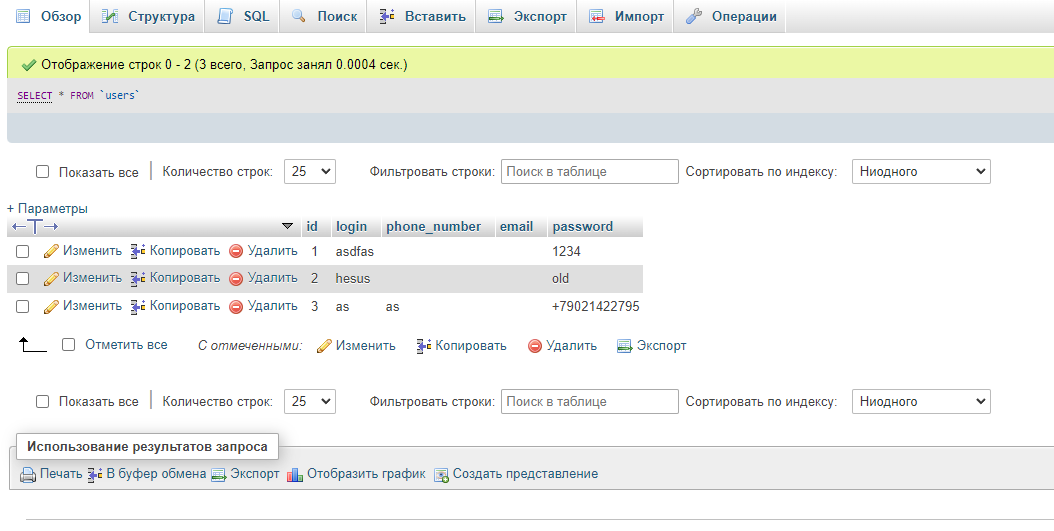 Обзор Структура SQL Поиск Вставить Экспорт Импорт Операции
Отображение строк 0 - 2 (3 всего, Запрос занял 0.0004 сек.)
SELECT * FROM `users`
Показать все Количество строк: 25 Фильтровать строки: Поиск в таблице Сортировать по индексу: Ниодного
+ Параметры
←T→ id login phone_number email password
Изменить Копировать Удалить 1 asdfas 1234
Изменить Копировать Удалить 2 hesus old
Изменить Копировать Удалить 3 as as +79021422795
Отметить все С отмеченными: Изменить Копировать Удалить Экспорт
Показать все Количество строк: 25 Фильтровать строки: Поиск в таблице Сортировать по индексу: Ниодного
Использование результатов запроса
Печать В буфер обмена Экспорт Отобразить график Создать представление